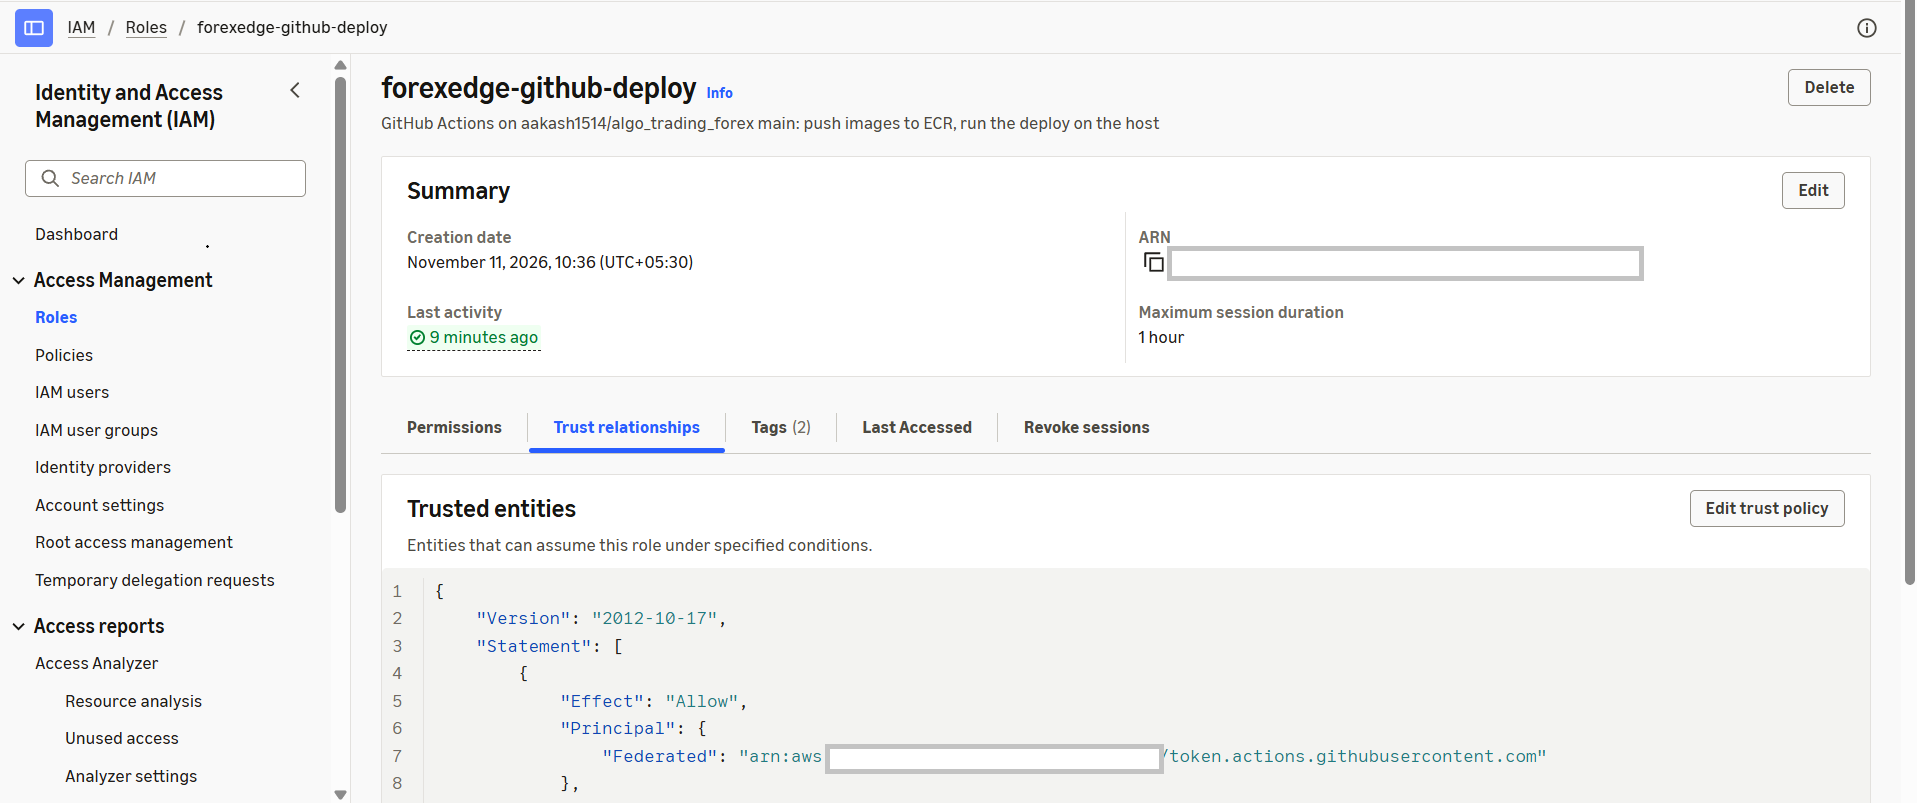 IAM / Roles / forexedge-github-deploy
Identity and Access
Management (IAM)
Search IAM
Dashboard
Access Management
Roles
Policies
IAM users
IAM user groups
Identity providers
Account settings
Root access management
Temporary delegation requests
Access reports
Access Analyzer
Resource analysis
Unused access
Analyzer settings
forexedge-github-deploy Info
Delete
GitHub Actions on aakash1514/algo_trading_forex main: push images to ECR, run the deploy on the host
Summary
Edit
Creation date
November 11, 2026, 10:36 (UTC+05:30)
ARN
Last activity
9 minutes ago
Maximum session duration
1 hour
Permissions
Trust relationships
Tags (2)
Last Accessed
Revoke sessions
Trusted entities
Edit trust policy
Entities that can assume this role under specified conditions.
1 {
2 "Version": "2012-10-17",
3 "Statement": [
4 {
5 "Effect": "Allow",
6 "Principal": {
7 "Federated": "arn:aws /token.actions.githubusercontent.com"
8 },